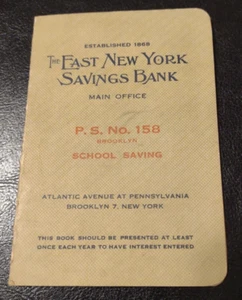 ESTABLISHED 1868
THE EAST NEW YORK
SAVINGS BANK
MAIN OFFICE
P. S. No. 158
BROOKLYN
SCHOOL SAVING
ATLANTIC AVENUE AT PENNSYLVANIA
BROOKLYN 7, NEW YORK
THIS BOOK SHOULD BE PRESENTED AT LEAST
ONCE EACH YEAR TO HAVE INTEREST ENTERED